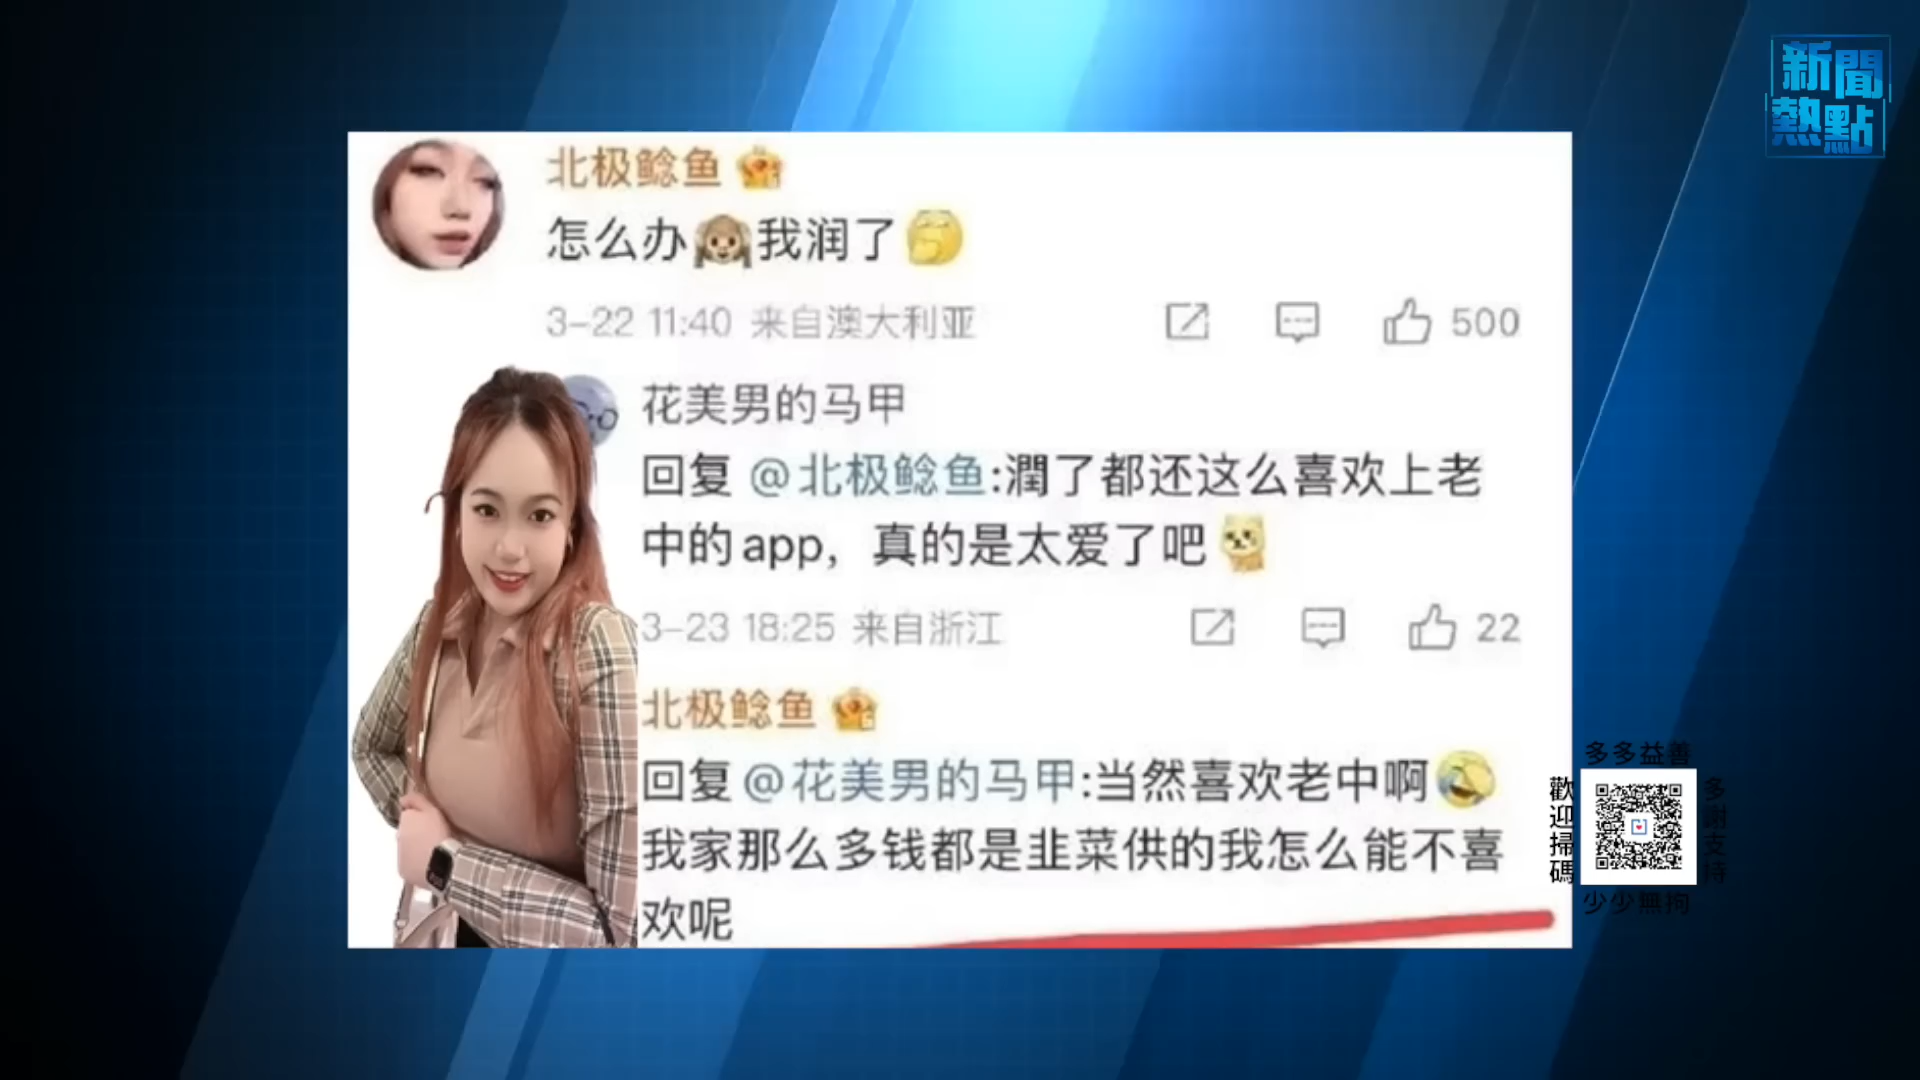 新聞
熱點
北极鲶鱼
怎么办🙉我润了
3-22 11:40 来自澳大利亚
500
花美男的马甲
回复 @北极鲶鱼:潤了都还这么喜欢上老
中的app，真的是太爱了吧
3-23 18:25 来自浙江
22
北极鲶鱼
回复 @花美男的马甲:当然喜欢老中啊🤣
我家那么多钱都是韭菜供的我怎么能不喜
欢呢
多多益善
歡迎掃碼
多謝支持
少少無拘